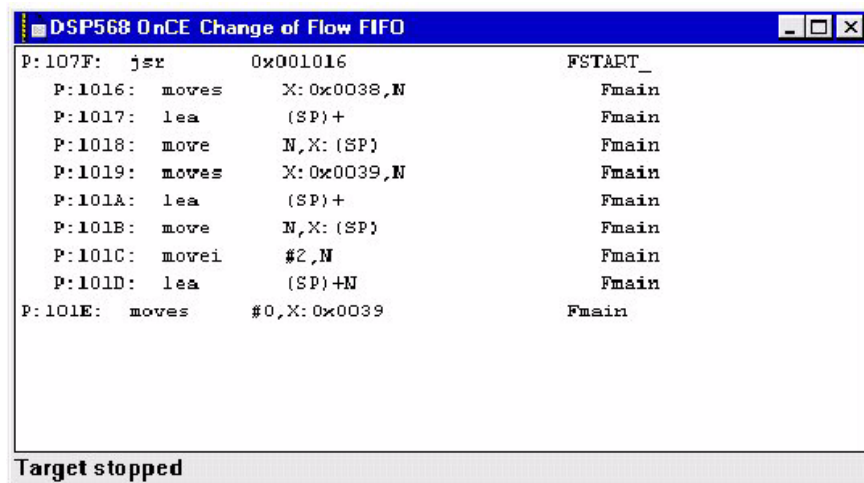 DSP568 OnCE Change of Flow FIFO
P:107F: jsr 0x001016 FSTART_
P:1016: moves X:0x0038,N Fmain
P:1017: lea (SP)+ Fmain
P:1018: move N,X:(SP) Fmain
P:1019: moves X:0x0039,N Fmain
P:101A: lea (SP)+ Fmain
P:101B: move N,X:(SP) Fmain
P:101C: movei #2,N Fmain
P:101D: lea (SP)+N Fmain
P:101E: moves #0,X:0x0039 Fmain
Target stopped